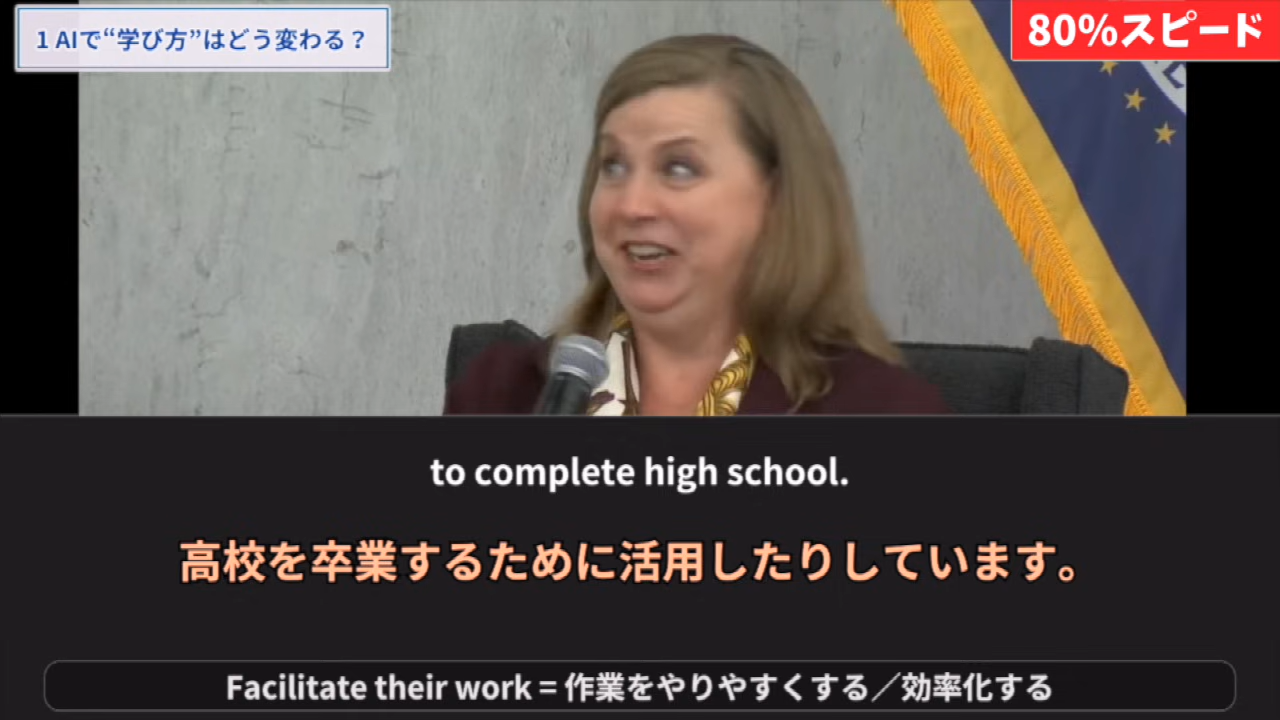 1 AIで“学び方”はどう変わる？
80%スピード
to complete high school.
高校を卒業するために活用したりしています。
Facilitate their work = 作業をやりやすくする／効率化する